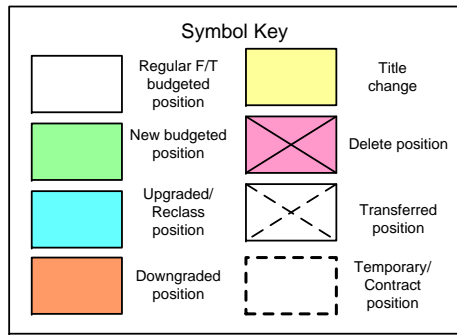 Symbol Key
Regular F/T
budgeted
position
New budgeted
position
Upgraded/
Reclass
position
Downgraded
position
Title
change
Delete position
Transferred
position
Temporary/
Contract
position